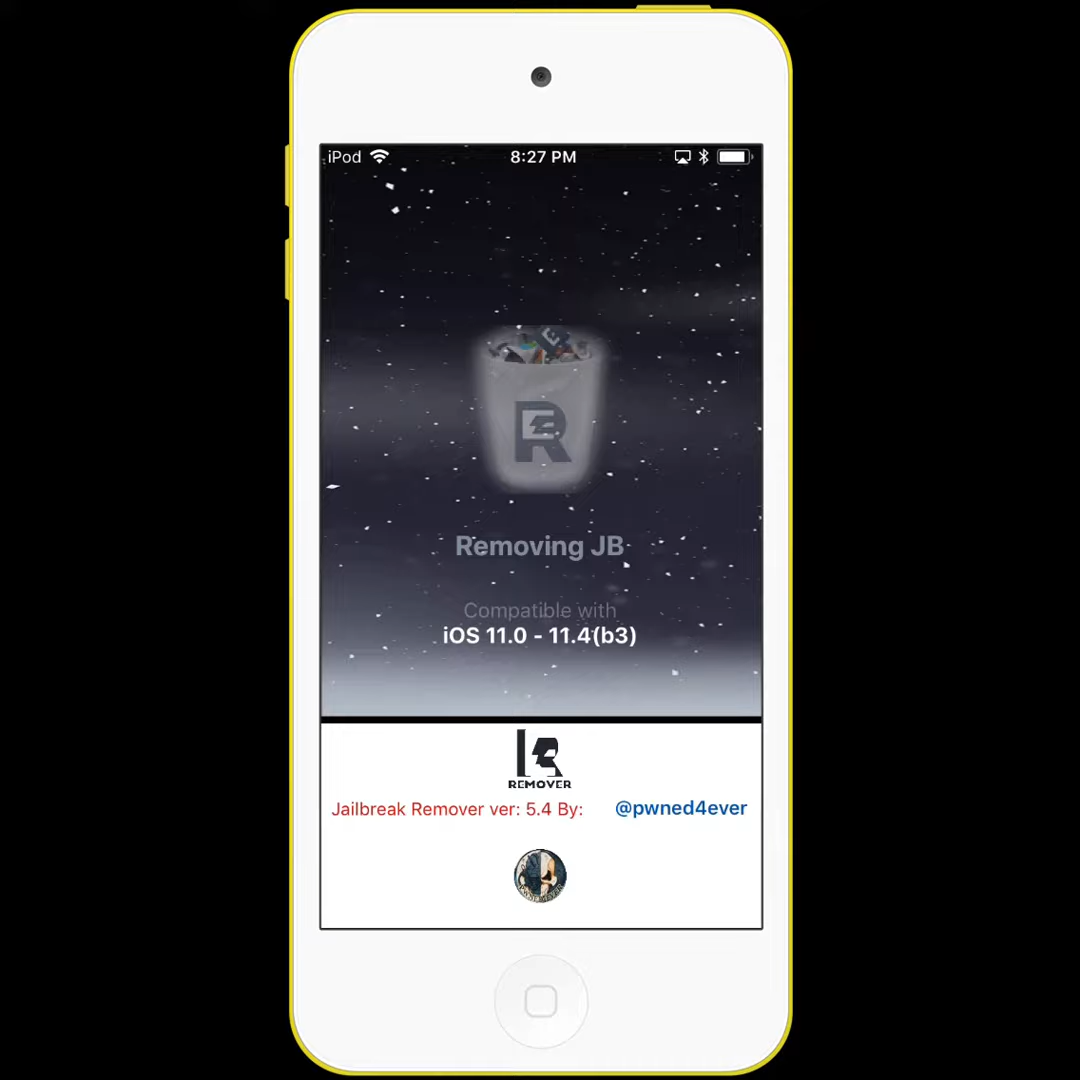 iPod 8:27 PM
Removing JB
Compatible with
iOS 11.0 - 11.4(b3)
REMOVER
Jailbreak Remover ver: 5.4 By: @pwned4ever